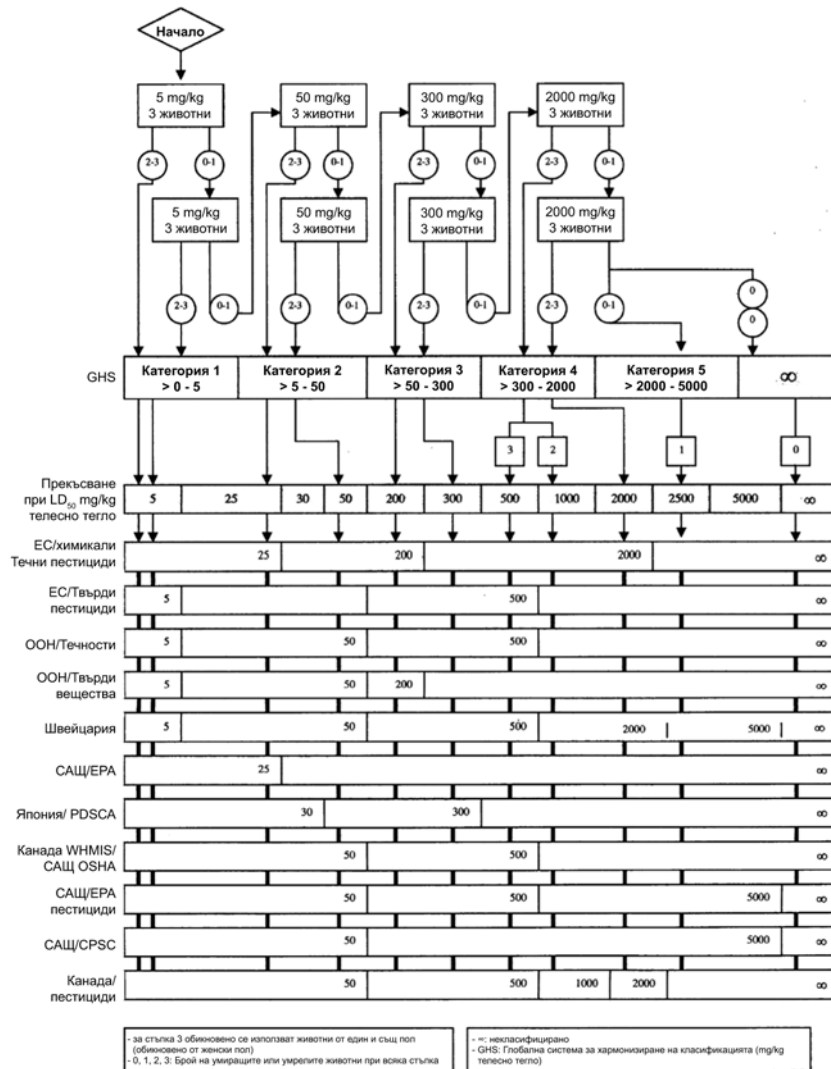 Начало
5 mg/kg
3 животни
50 mg/kg
3 животни
300 mg/kg
3 животни
2000 mg/kg
3 животни
2-3
0-1
2-3
0-1
2-3
0-1
2-3
0-1
5 mg/kg
3 животни
50 mg/kg
3 животни
300 mg/kg
3 животни
2000 mg/kg
3 животни
2-3
0-1
2-3
0-1
2-3
0-1
2-3
0-1
0
0
GHS
Категория 1
> 0 - 5
Категория 2
> 5 - 50
Категория 3
> 50 - 300
Категория 4
> 300 - 2000
Категория 5
> 2000 - 5000
∞
3
2
1
0
Прекъсване
при LD50 mg/kg
телесно тегло
5
25
30
50
200
300
500
1000
2000
2500
5000
∞
ЕС/химикали
Течни пестициди
25
200
2000
∞
ЕС/Твърди
пестициди
5
500
∞
ООН/Течности
5
50
500
∞
ООН/Твърди
вещества
5
50
200
∞
Швейцария
5
50
500
2000
5000
∞
САЩ/EPA
25
∞
Япония/ PDSCA
30
300
∞
Канада WHMIS/
САЩ OSHA
50
500
∞
САЩ/EPA
пестициди
50
500
5000
∞
САЩ/CPSC
50
5000
∞
Канада/
пестициди
50
500
1000
2000
∞
- за стъпка 3 обикновено се използват животни от един и същ пол
(обикновено от женски пол)
- 0, 1, 2, 3: Брой на умиращите или умрелите животни при всяка стъпка
- ∞: некласифицирано
- GHS: Глобална система за хармонизиране на класификацията (mg/kg
телесно тегло)